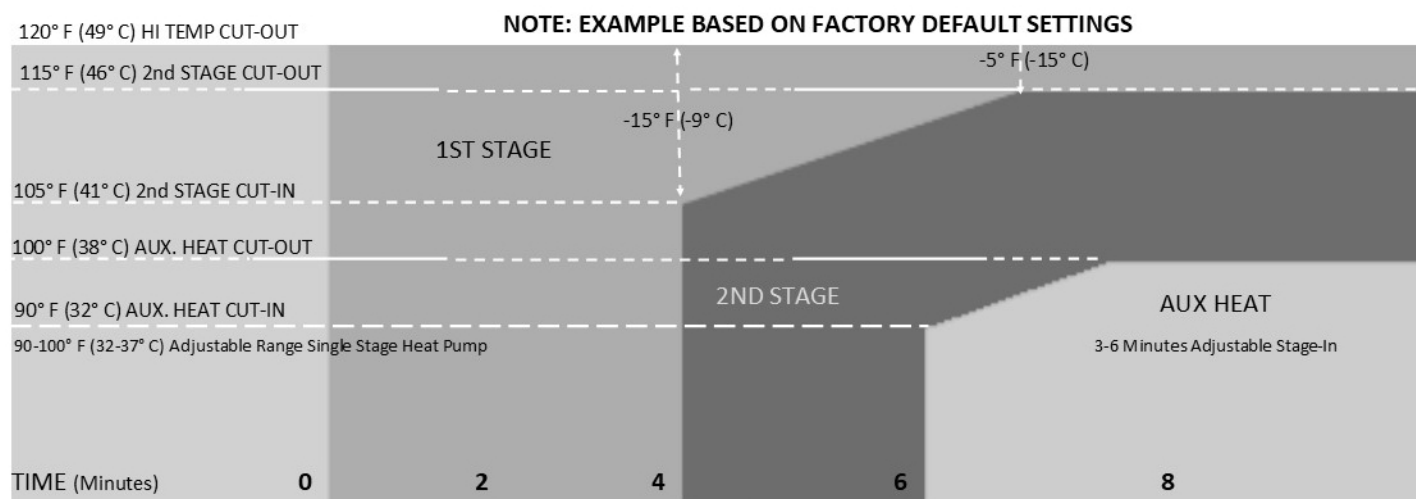 NOTE: EXAMPLE BASED ON FACTORY DEFAULT SETTINGS
120° F (49° C) HI TEMP CUT-OUT
115° F (46° C) 2nd STAGE CUT-OUT
-5° F (-15° C)
-15° F (-9° C)
1ST STAGE
105° F (41° C) 2nd STAGE CUT-IN
100° F (38° C) AUX. HEAT CUT-OUT
2ND STAGE
AUX HEAT
90° F (32° C) AUX. HEAT CUT-IN
90-100° F (32-37° C) Adjustable Range Single Stage Heat Pump
3-6 Minutes Adjustable Stage-In
TIME (Minutes) 0 2 4 6 8